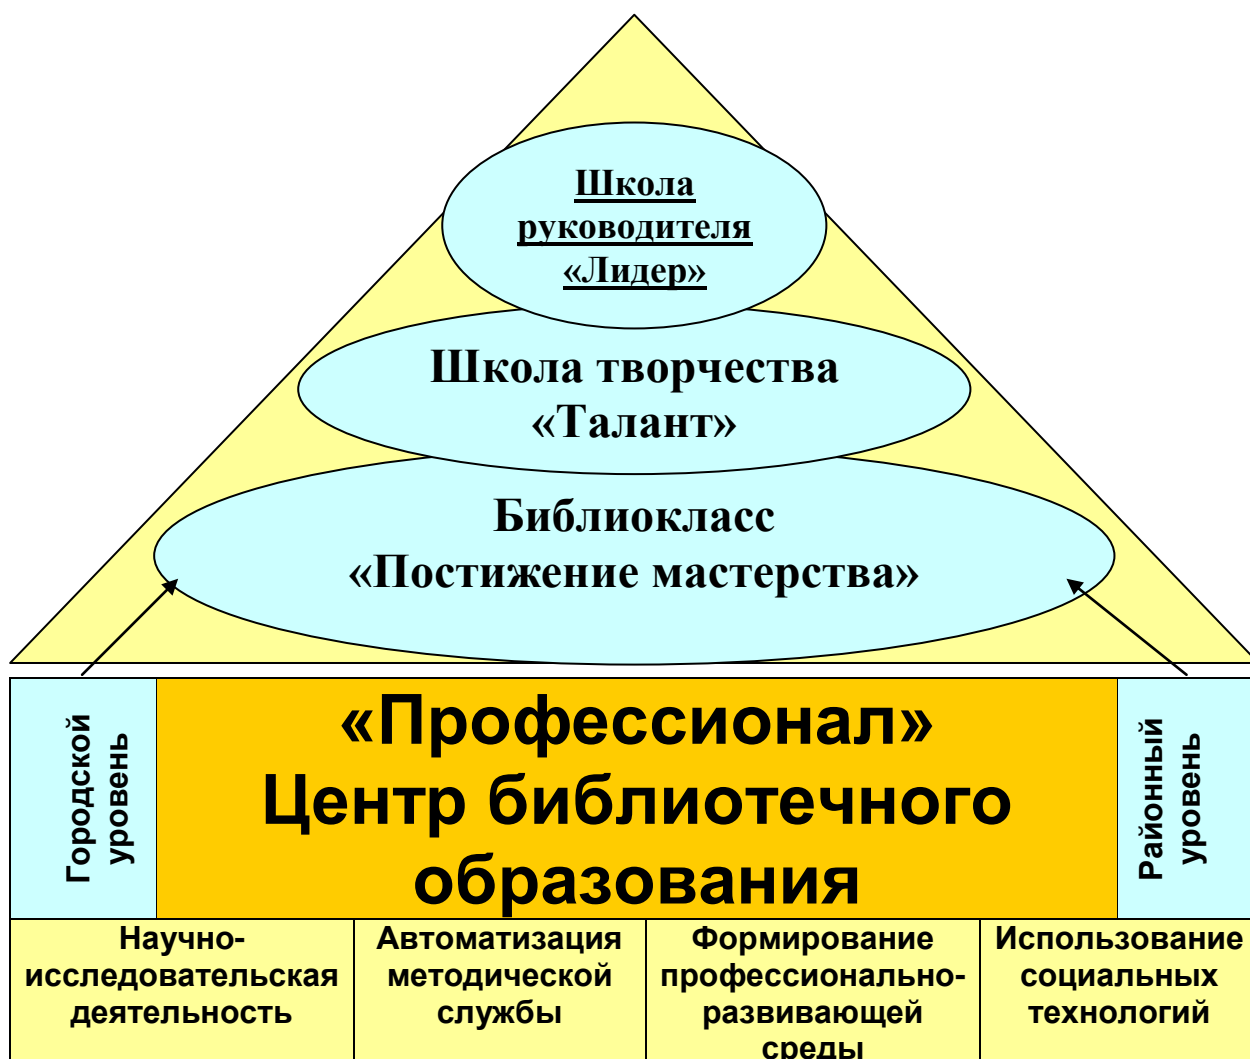 Школа
руководителя
«Лидер»
Школа творчества
«Талант»
Библиокласс
«Постижение мастерства»
Городской
уровень
«Профессионал»
Центр библиотечного
образования
Районный
уровень
Научно-
исследовательская
деятельность
Автоматизация
методической
службы
Формирование
профессионально-
развивающей
среды
Использование
социальных
технологий